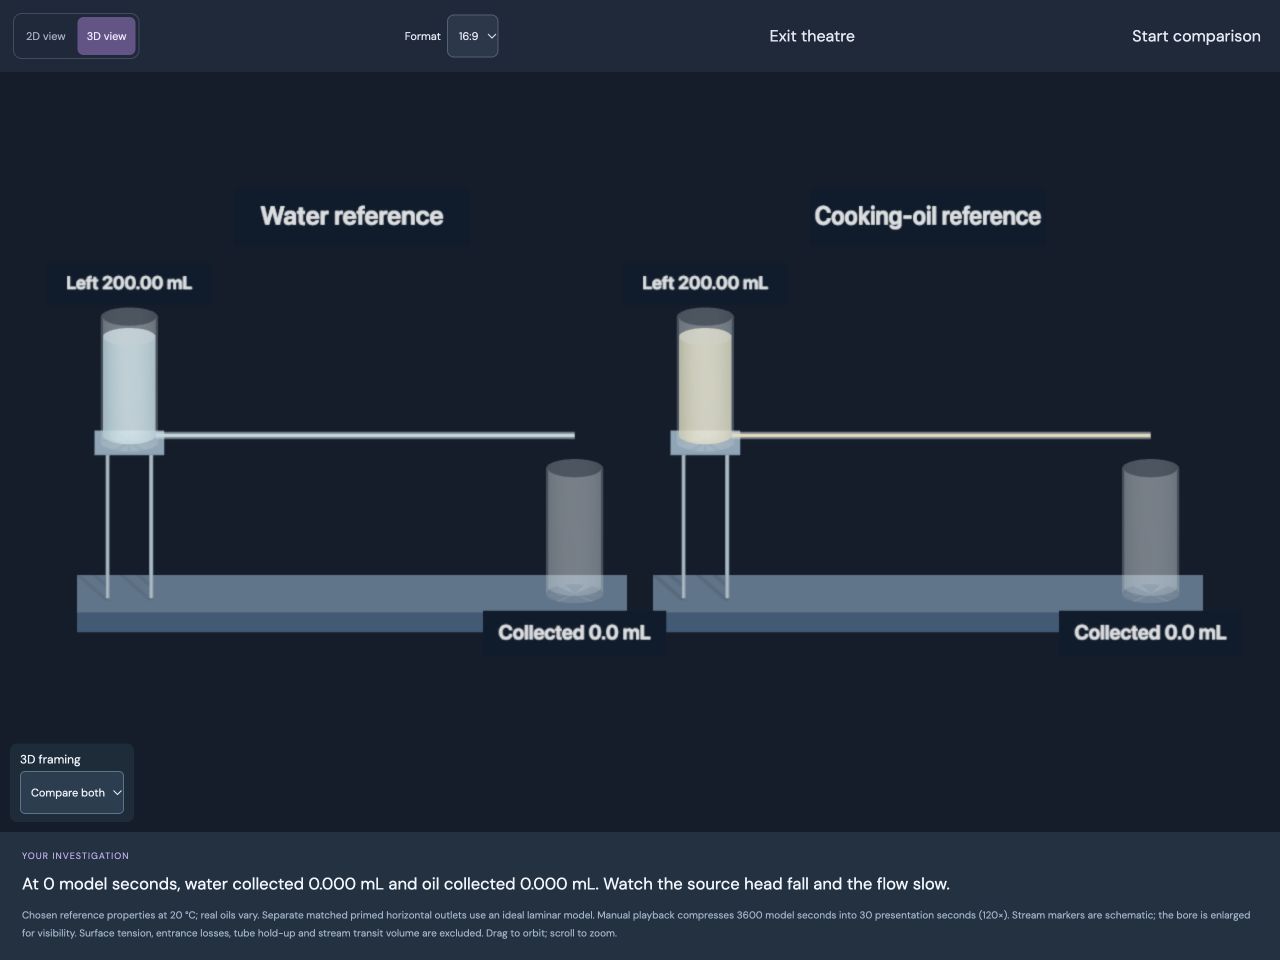 2D view
3D view
Format
16:9
Exit theatre
Start comparison
Water reference
Cooking-oil reference
Left 200.00 mL
Left 200.00 mL
Collected 0.0 mL
Collected 0.0 mL
3D framing
Compare both
YOUR INVESTIGATION
At 0 model seconds, water collected 0.000 mL and oil collected 0.000 mL. Watch the source head fall and the flow slow.
Chosen reference properties at 20 °C; real oils vary. Separate matched primed horizontal outlets use an ideal laminar model. Manual playback compresses 3600 model seconds into 30 presentation seconds (120×). Stream markers are schematic; the bore is enlarged
for visibility. Surface tension, entrance losses, tube hold-up and stream transit volume are excluded. Drag to orbit; scroll to zoom.